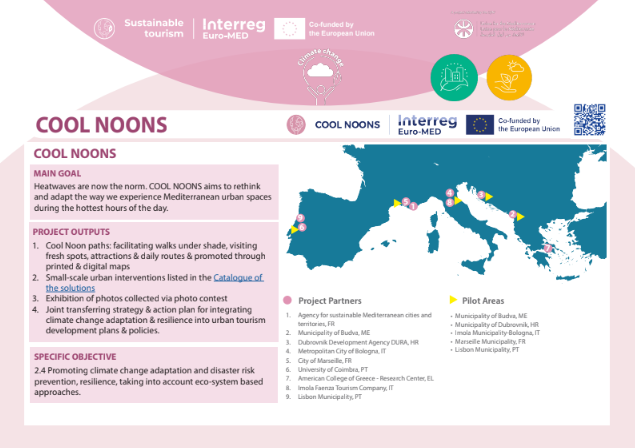 Sustainable
tourism
Interreg
Euro-MED
Co-funded by
the European Union
Climate change
COOL NOONS
COOL NOONS
Interreg
Euro-MED
Co-funded by
the European Union
COOL NOONS
MAIN GOAL
Heatwaves are now the norm. COOL NOONS aims to rethink
and adapt the way we experience Mediterranean urban spaces
during the hottest hours of the day.
PROJECT OUTPUTS
1. Cool Noon paths: facilitating walks under shade, visiting
fresh spots, attractions & daily routes & promoted through
printed & digital maps
2. Small-scale urban interventions listed in the Catalogue of
the solutions
3. Exhibition of photos collected via photo contest
4. Joint transferring strategy & action plan for integrating
climate change adaptation & resilience into urban tourism
development plans & policies.
SPECIFIC OBJECTIVE
2.4 Promoting climate change adaptation and disaster risk
prevention, resilience, taking into account eco-system based
approaches.
9
6
5
1
4
8
3
2
7
Project Partners
1. Agency for sustainable Mediterranean cities and
territories, FR
2. Municipality of Budva, ME
3. Dubrovnik Development Agency DURA, HR
4. Metropolitan City of Bologna, IT
5. City of Marseille, FR
6. University of Coimbra, PT
7. American College of Greece - Research Center, EL
8. Imola Faenza Tourism Company, IT
9. Lisbon Municipality, PT
Pilot Areas
• Municipality of Budva, ME
• Municipality of Dubrovnik, HR
• Imola Municipality-Bologna, IT
• Marseille Municipality, FR
• Lisbon Municipality, PT